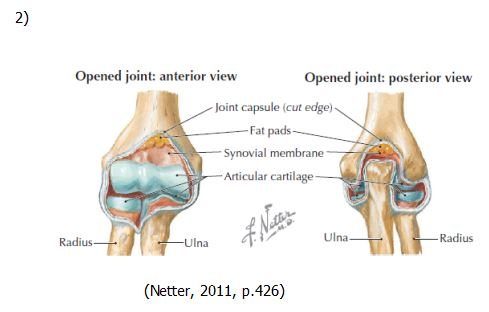 2)
Opened joint: anterior view
Opened joint: posterior view
Joint capsule (cut edge)
Fat pads
Synovial membrane
Articular cartilage
Radius
Ulna
Ulna
Radius
F. Netter
M.D.
(Netter, 2011, p.426)